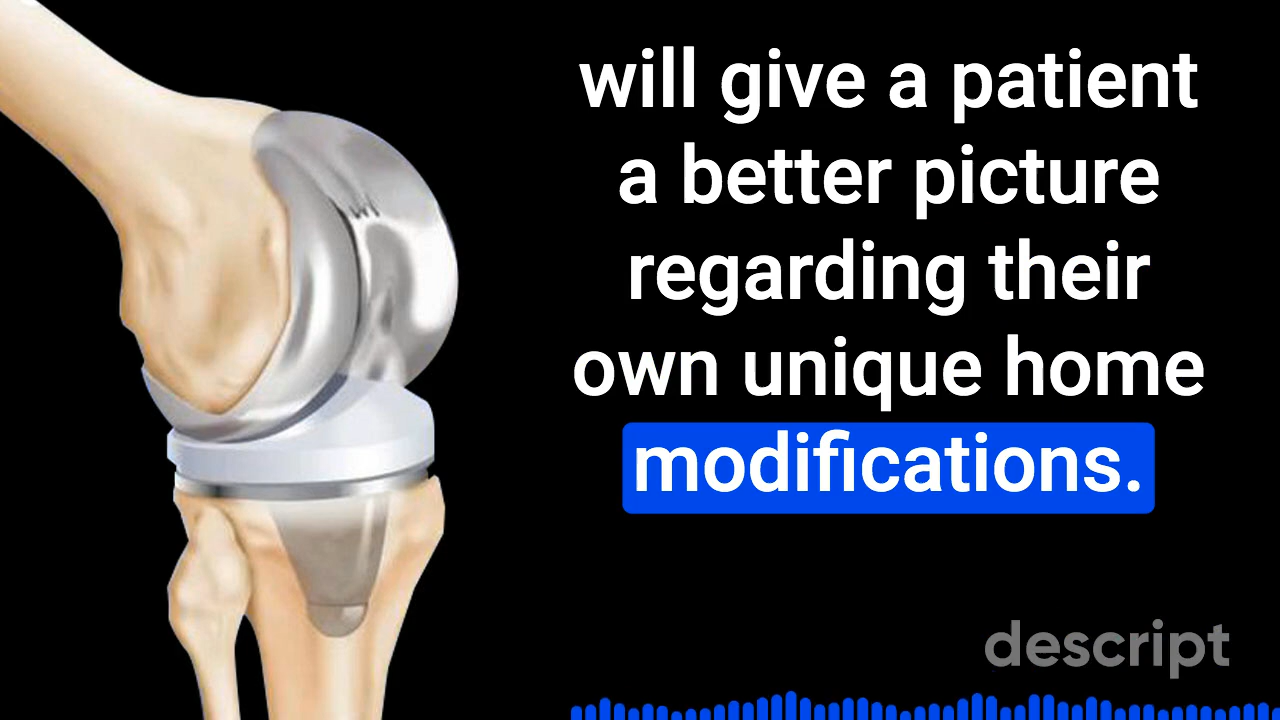 will give a patient
a better picture
regarding their
own unique home
modifications.
descript